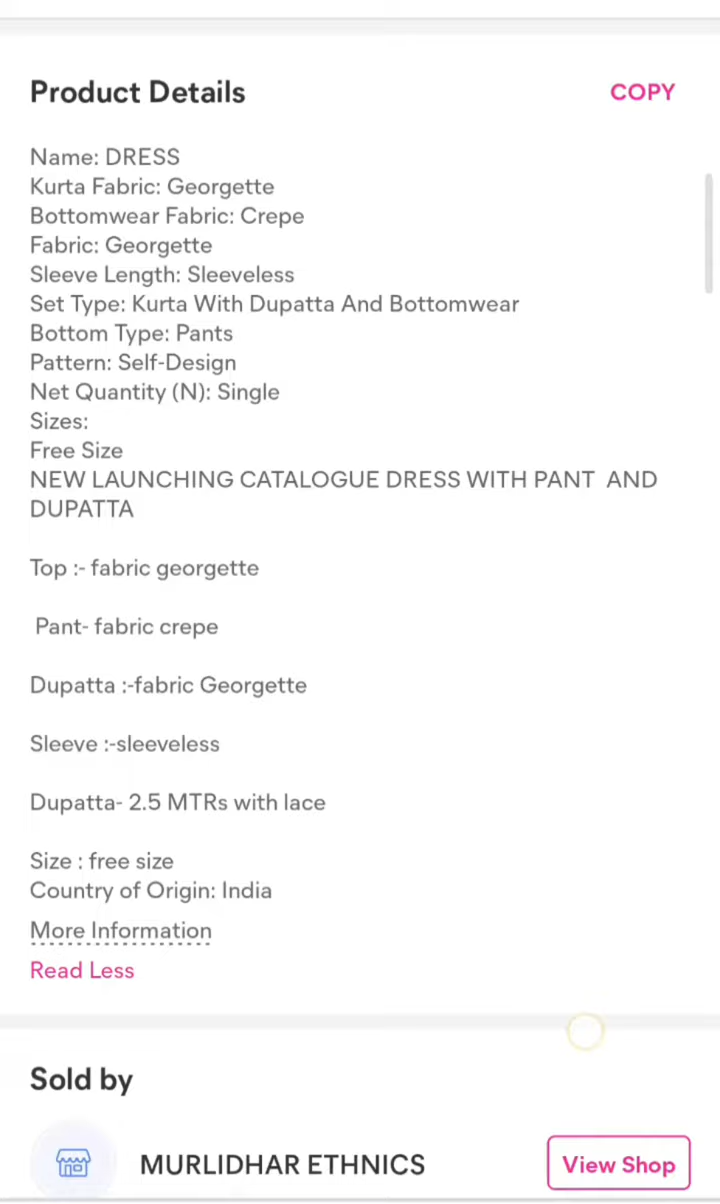 Product Details
COPY
Name: DRESS
Kurta Fabric: Georgette
Bottomwear Fabric: Crepe
Fabric: Georgette
Sleeve Length: Sleeveless
Set Type: Kurta With Dupatta And Bottomwear
Bottom Type: Pants
Pattern: Self-Design
Net Quantity (N): Single
Sizes:
Free Size
NEW LAUNCHING CATALOGUE DRESS WITH PANT  AND
DUPATTA
Top :- fabric georgette
Pant- fabric crepe
Dupatta :-fabric Georgette
Sleeve :-sleeveless
Dupatta- 2.5 MTRs with lace
Size : free size
Country of Origin: India
More Information
Read Less
Sold by
MURLIDHAR ETHNICS
View Shop